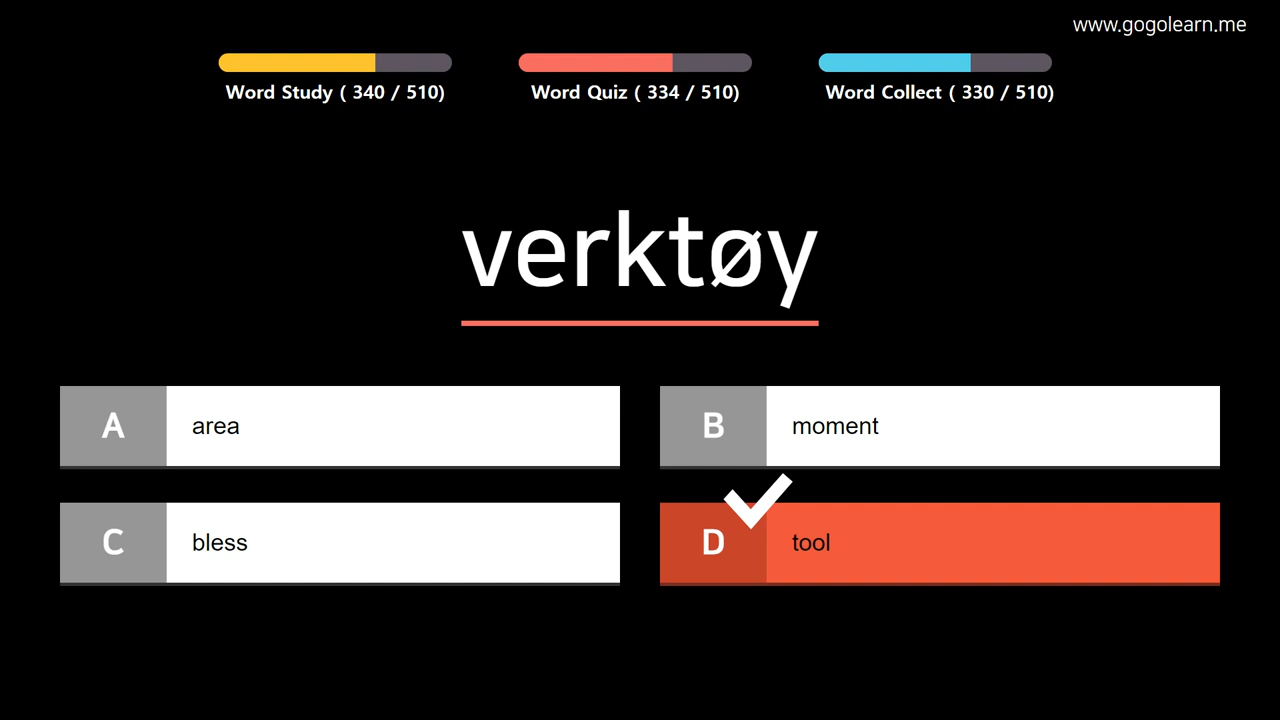 www.gogolearn.me
Word Study ( 340 / 510)
Word Quiz ( 334 / 510)
Word Collect ( 330 / 510)
verktøy
A area
B moment
C bless
D tool